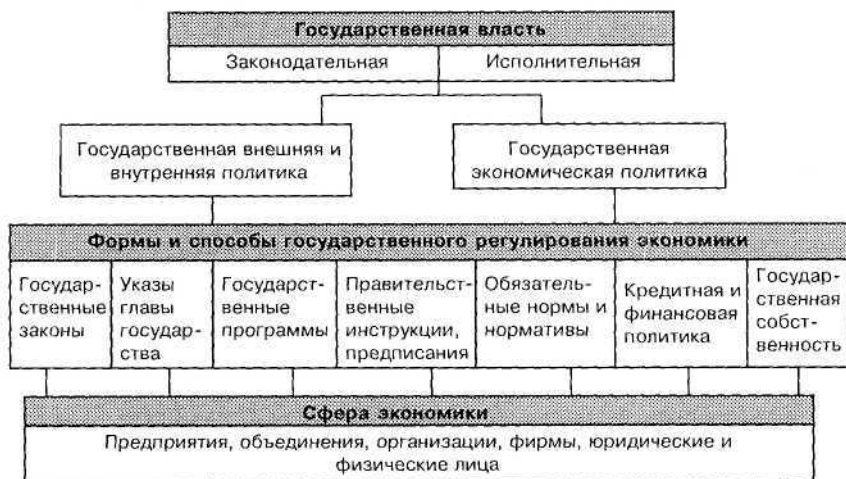 Государственная власть
Законодательная
Исполнительная
Государственная внешняя и
внутренняя политика
Государственная
экономическая политика
Формы и способы государственного регулирования экономики
Государ-
ственные
законы
Указы
главы
государ-
ства
Государст-
венные
программы
Правительст-
венные
инструкции,
предписания
Обязатель-
ные нормы и
нормативы
Кредитная и
финансовая
политика
Государ-
ственная
собст-
венность
Сфера экономики
Предприятия, объединения, организации, фирмы, юридические и
физические лица